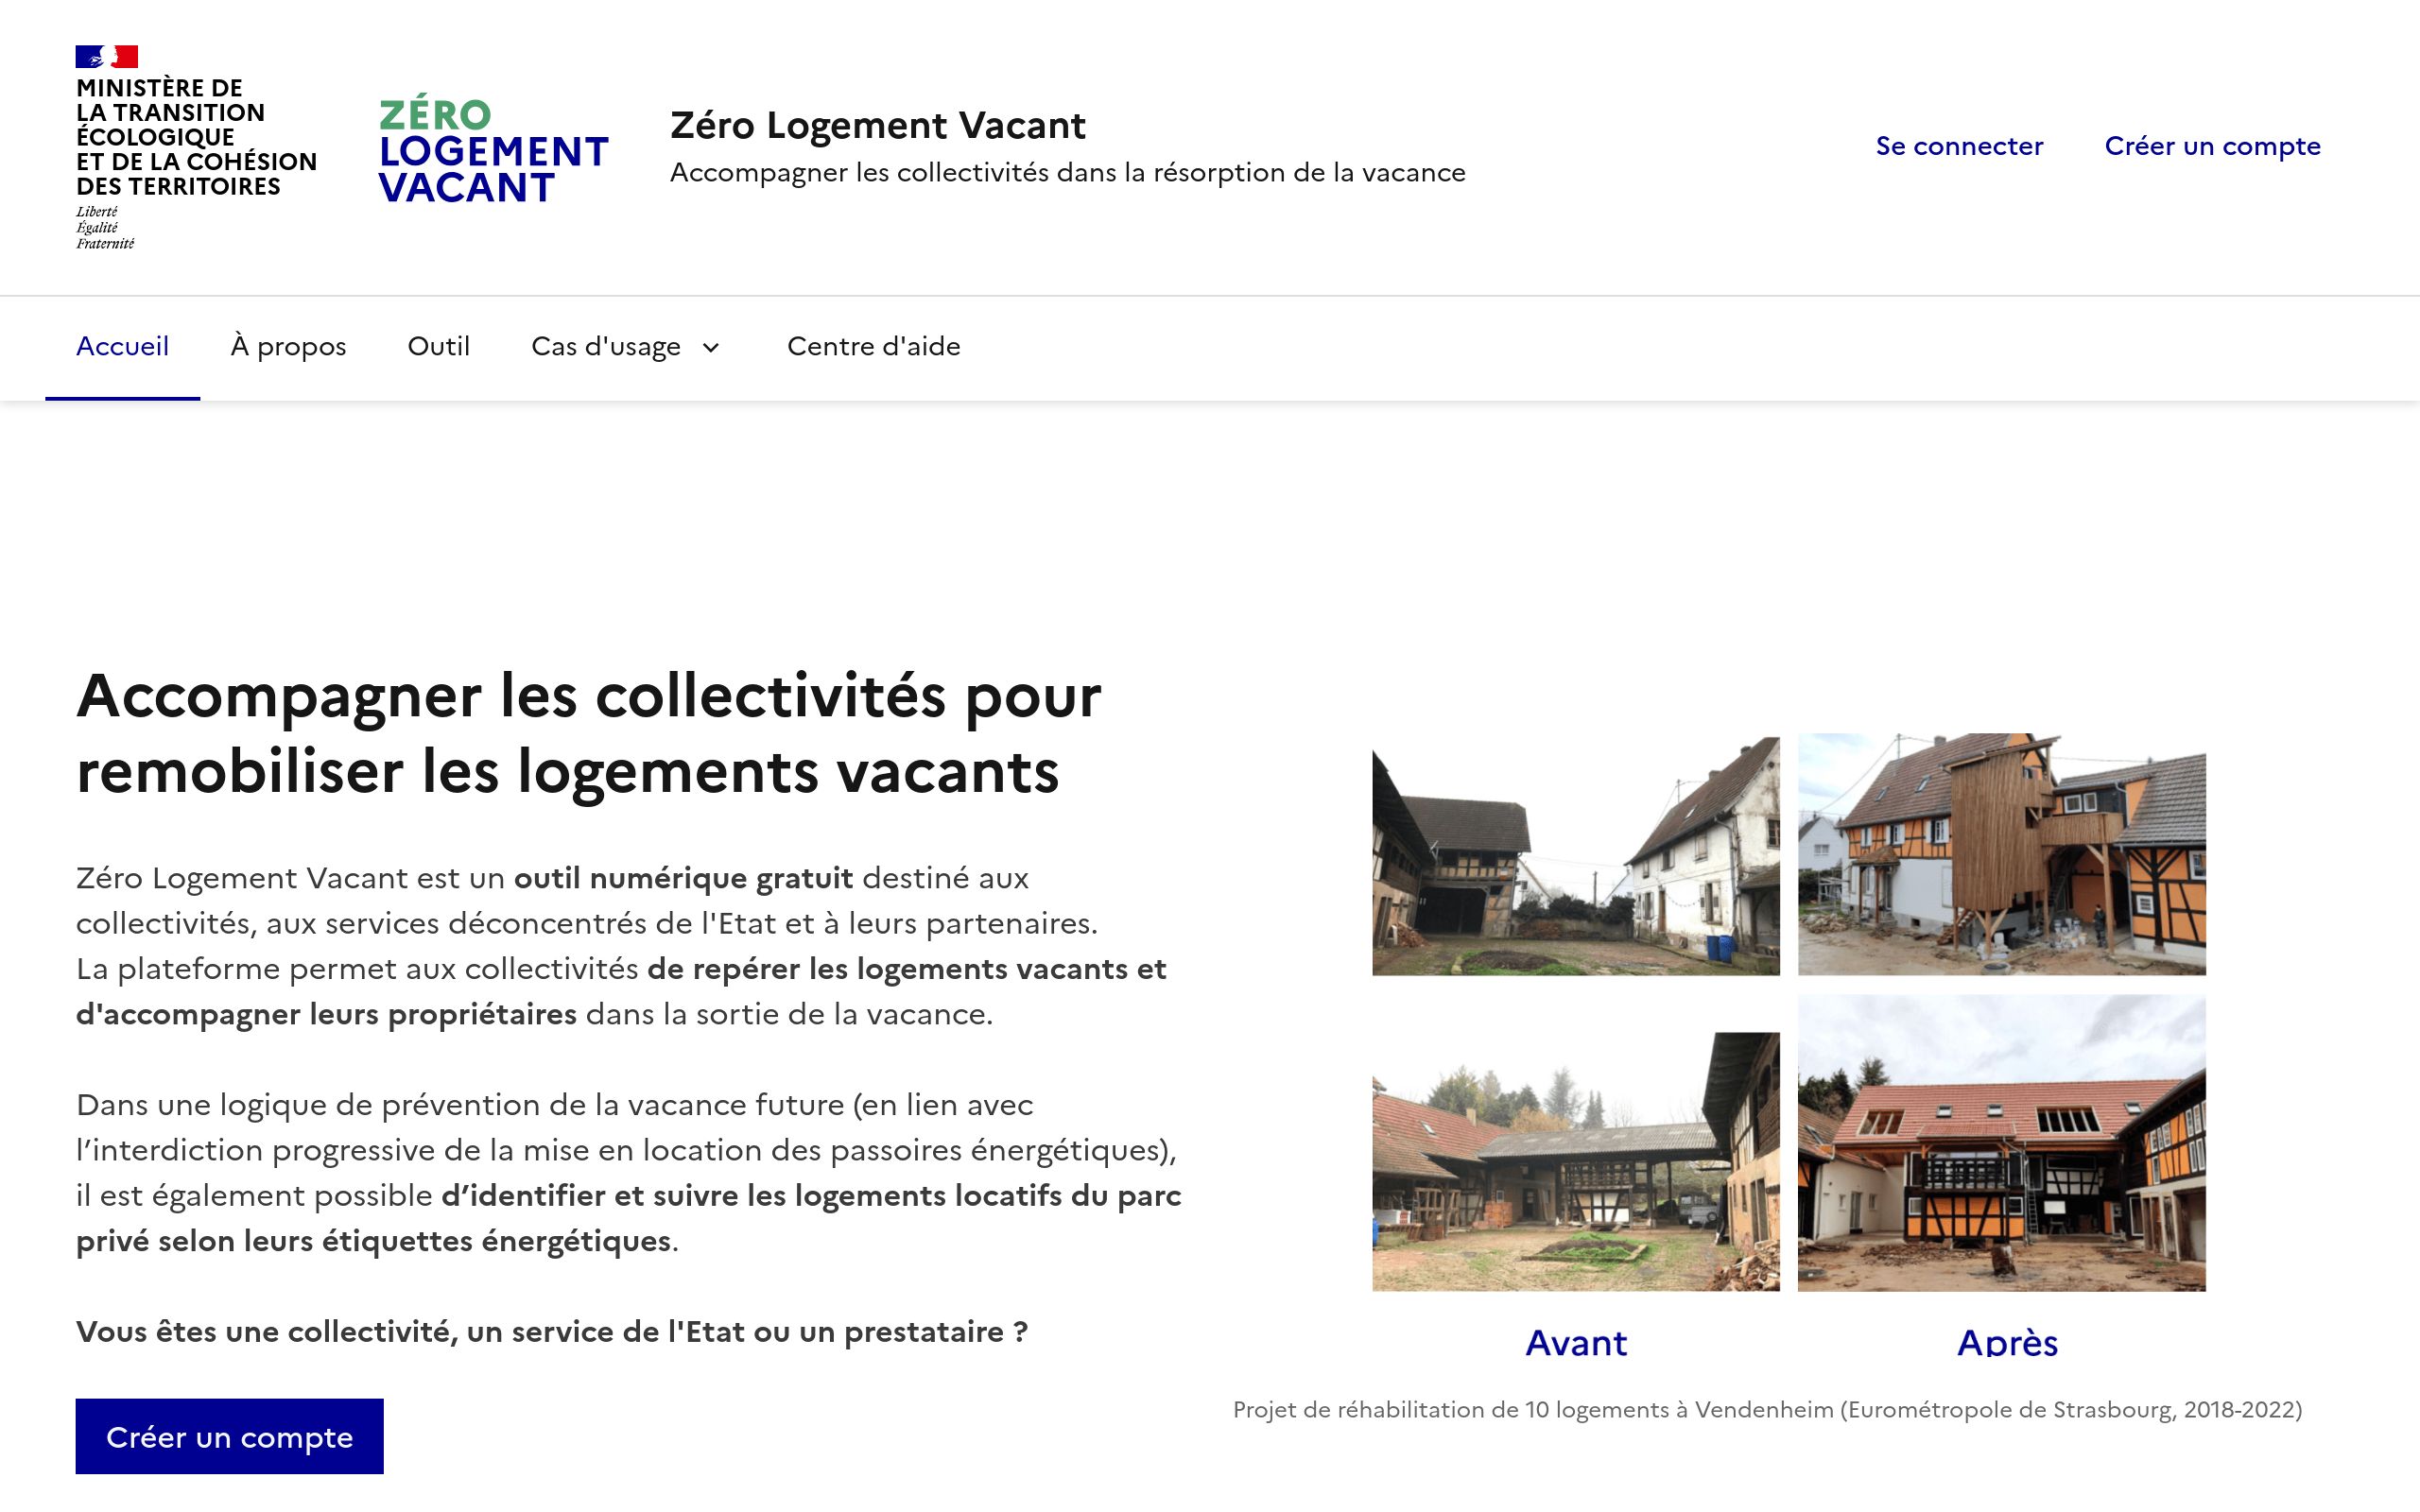 MINISTÈRE DE
LA TRANSITION
ÉCOLOGIQUE
ET DE LA COHÉSION
DES TERRITOIRES
Liberté
Égalité
Fraternité
ZÉRO
LOGEMENT
VACANT
Zéro Logement Vacant
Accompagner les collectivités dans la résorption de la vacance
Se connecter
Créer un compte
Accueil
À propos
Outil
Cas d'usage
Centre d'aide
Accompagner les collectivités pour
remobiliser les logements vacants
Zéro Logement Vacant est un outil numérique gratuit destiné aux
collectivités, aux services déconcentrés de l'Etat et à leurs partenaires.
La plateforme permet aux collectivités de repérer les logements vacants et
d'accompagner leurs propriétaires dans la sortie de la vacance.
Dans une logique de prévention de la vacance future (en lien avec
l’interdiction progressive de la mise en location des passoires énergétiques),
il est également possible d’identifier et suivre les logements locatifs du parc
privé selon leurs étiquettes énergétiques.
Vous êtes une collectivité, un service de l'Etat ou un prestataire ?
Créer un compte
Avant
Après
Projet de réhabilitation de 10 logements à Vendenheim (Eurométropole de Strasbourg, 2018-2022)